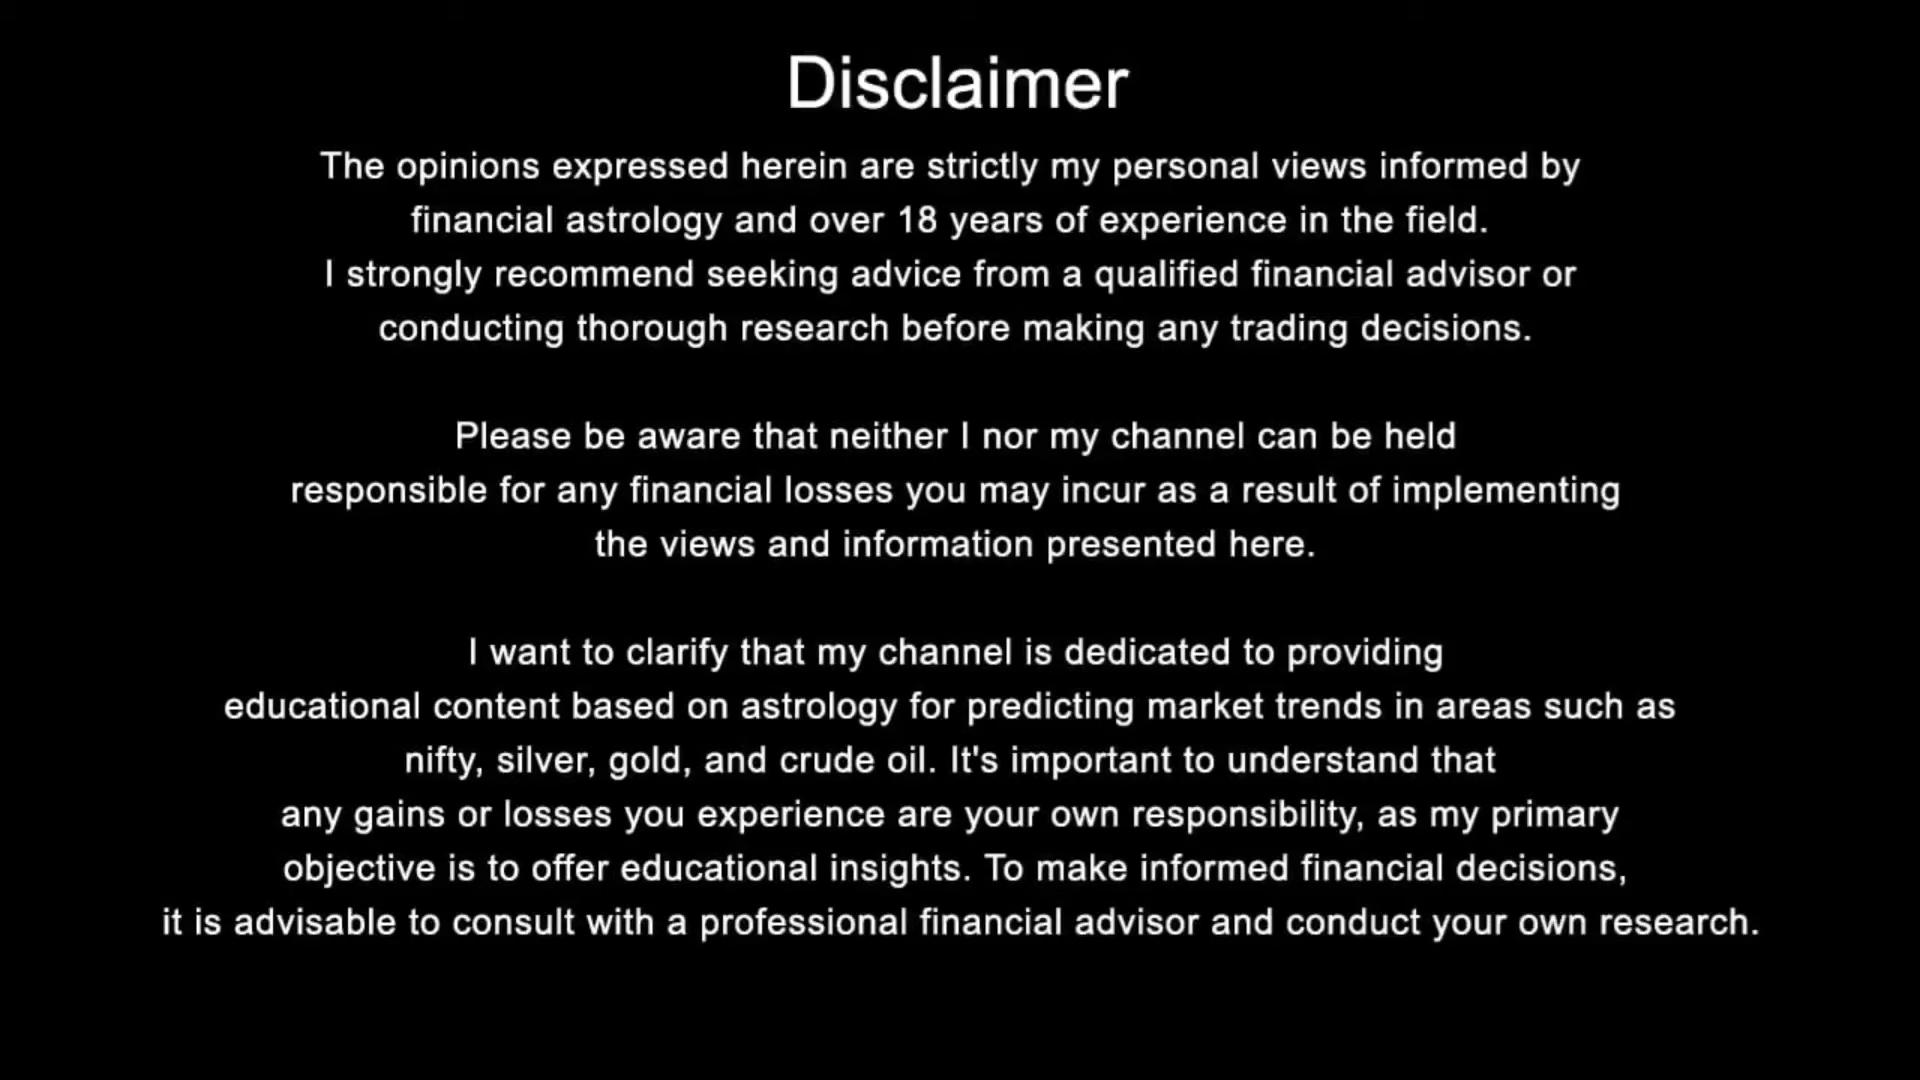 Disclaimer
The opinions expressed herein are strictly my personal views informed by
financial astrology and over 18 years of experience in the field.
I strongly recommend seeking advice from a qualified financial advisor or
conducting thorough research before making any trading decisions.
Please be aware that neither I nor my channel can be held
responsible for any financial losses you may incur as a result of implementing
the views and information presented here.
I want to clarify that my channel is dedicated to providing
educational content based on astrology for predicting market trends in areas such as
nifty, silver, gold, and crude oil. It's important to understand that
any gains or losses you experience are your own responsibility, as my primary
objective is to offer educational insights. To make informed financial decisions,
it is advisable to consult with a professional financial advisor and conduct your own research.